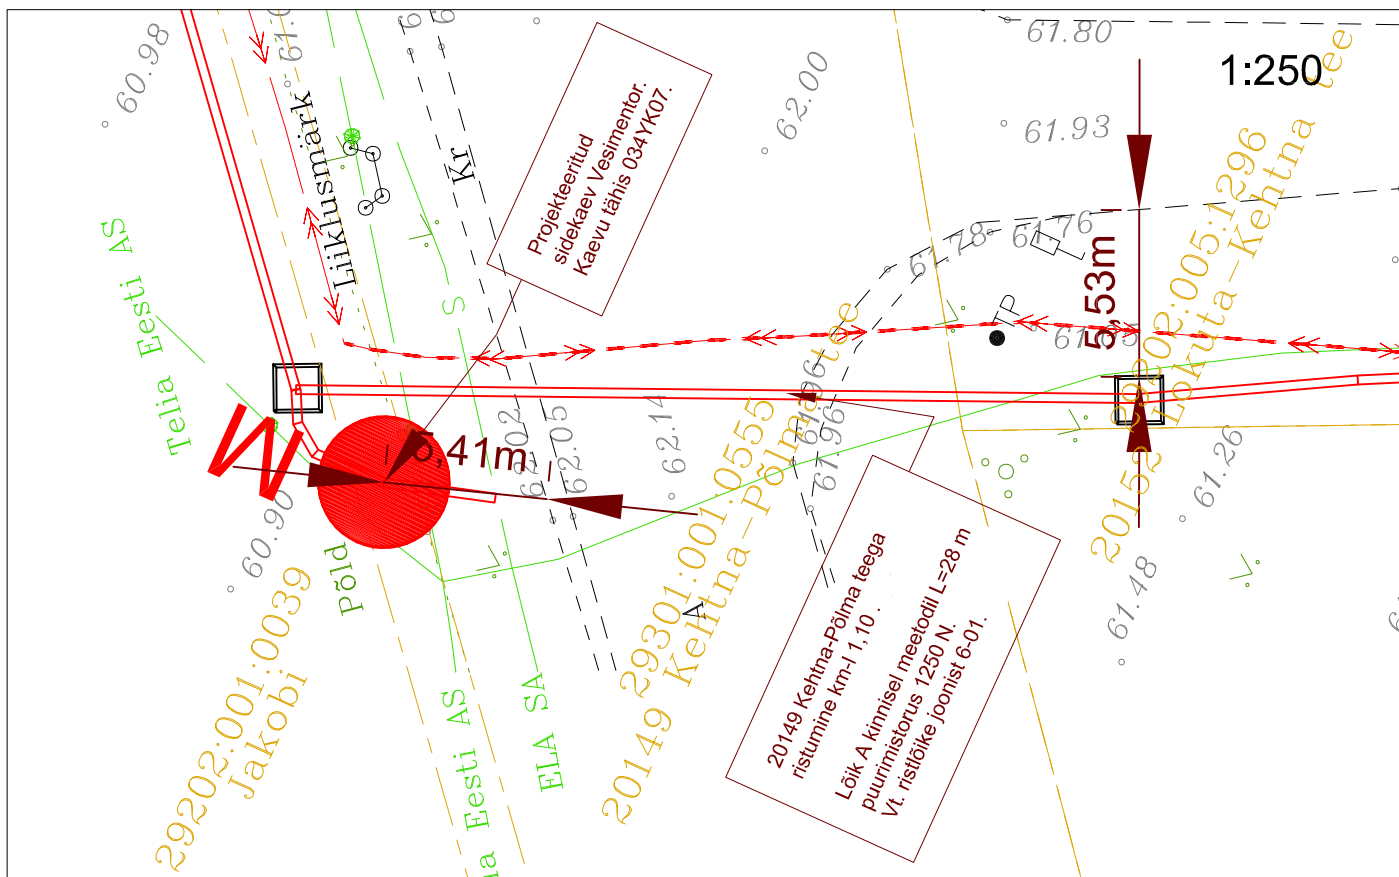 1:250
60.98
61.80
61.93
62.00
61.78
61.76
Liiklusmärk
Kr
Projekteeritud
sidekaev Vesimentor.
Kaevu tähis 034YK07.
Telia Eesti AS
S
TP
5,53m
29202:005:1296
20155 Lokuta-Kehtna tee
5,41m
62.02
62.05
62.14
61.96
61.96
61.26
61.48
60.90
Põld
A
29202:001:0039
Jakobi
29301:001:0555
20149 Kehtna-Põlma tee
Eesti AS
ELA SA
20149 Kehtna-Põlma teega
ristumine km-l 1,10 .
Lõik A kinnisel meetodil L=28 m
puurimistorus 1250 N.
Vt. ristlõike joonist 6-01.